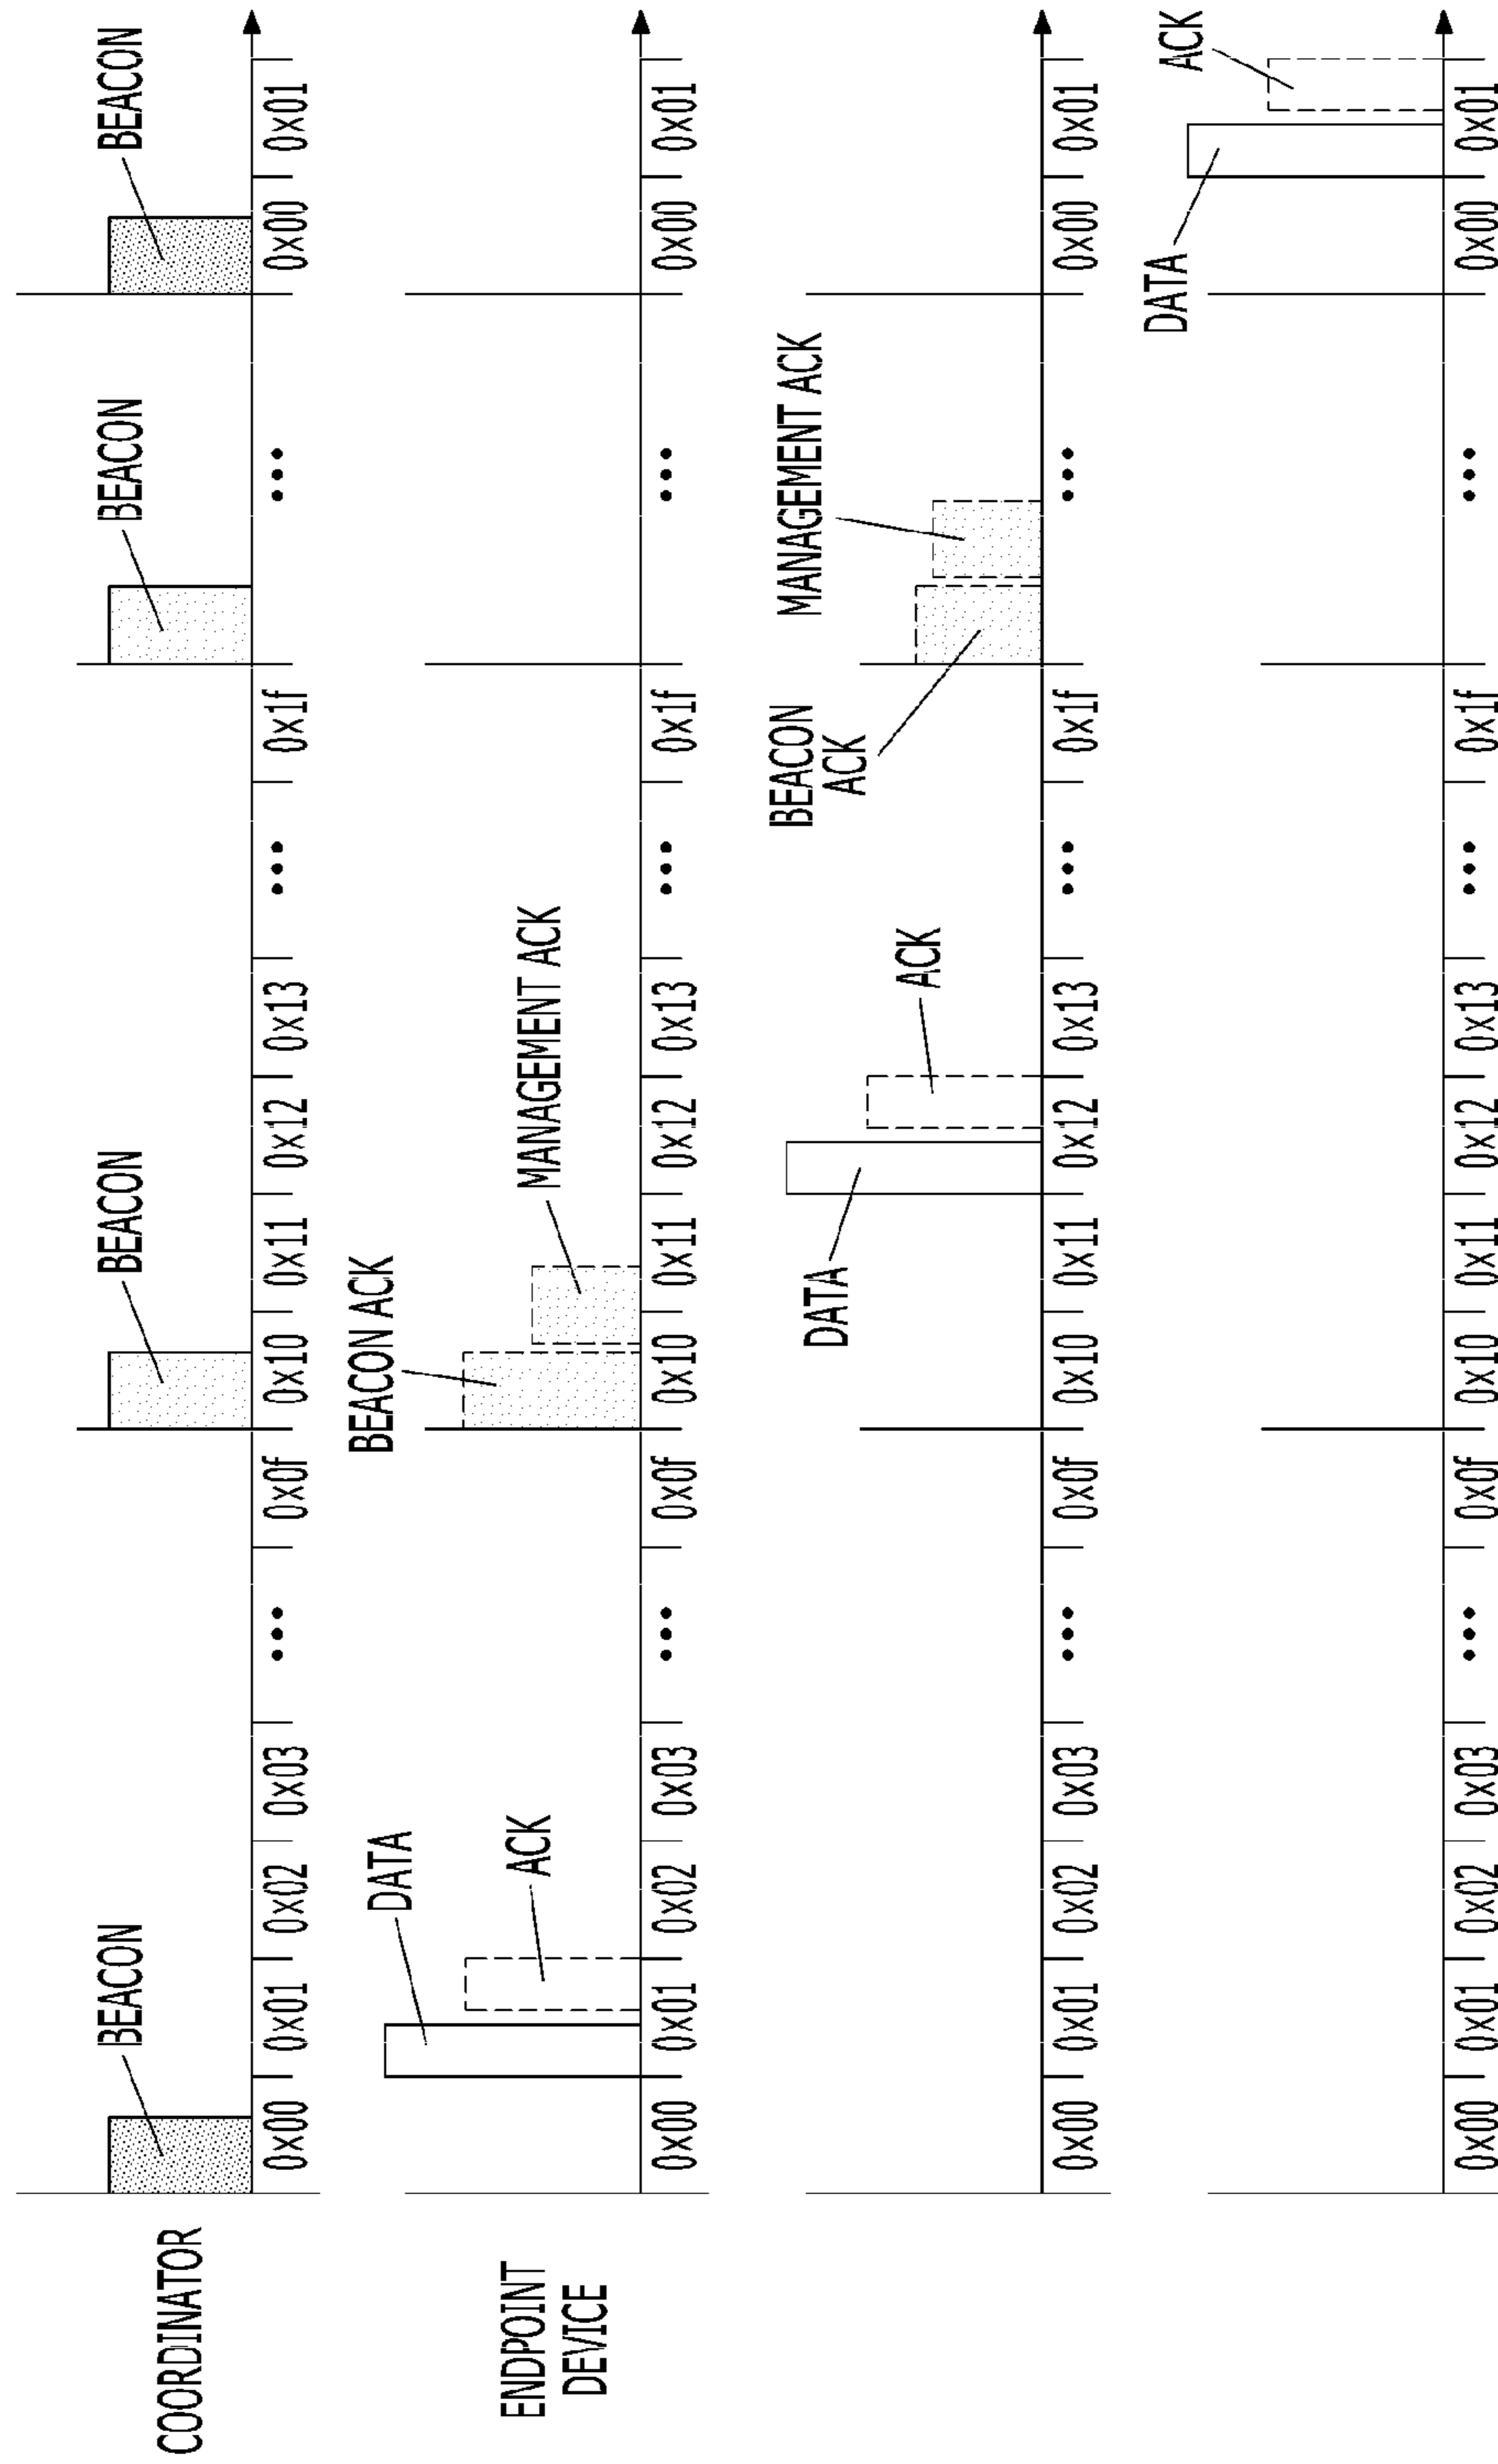 COORDINATOR
BEACON
BEACON
BEACON
BEACON
0x00 0x01 0x02 0x03 ... 0x0f 0x10 0x11 0x12 0x13 ... 0x1f ... 0x00 0x01
ENDPOINT
DEVICE
DATA
ACK
BEACON ACK
MANAGEMENT ACK
0x00 0x01 0x02 0x03 ... 0x0f 0x10 0x11 0x12 0x13 ... 0x1f ... 0x00 0x01
DATA
ACK
BEACON
ACK
MANAGEMENT ACK
0x00 0x01 0x02 0x03 ... 0x0f 0x10 0x11 0x12 0x13 ... 0x1f ... 0x00 0x01
DATA
ACK
0x00 0x01 0x02 0x03 ... 0x0f 0x10 0x11 0x12 0x13 ... 0x1f ... 0x00 0x01